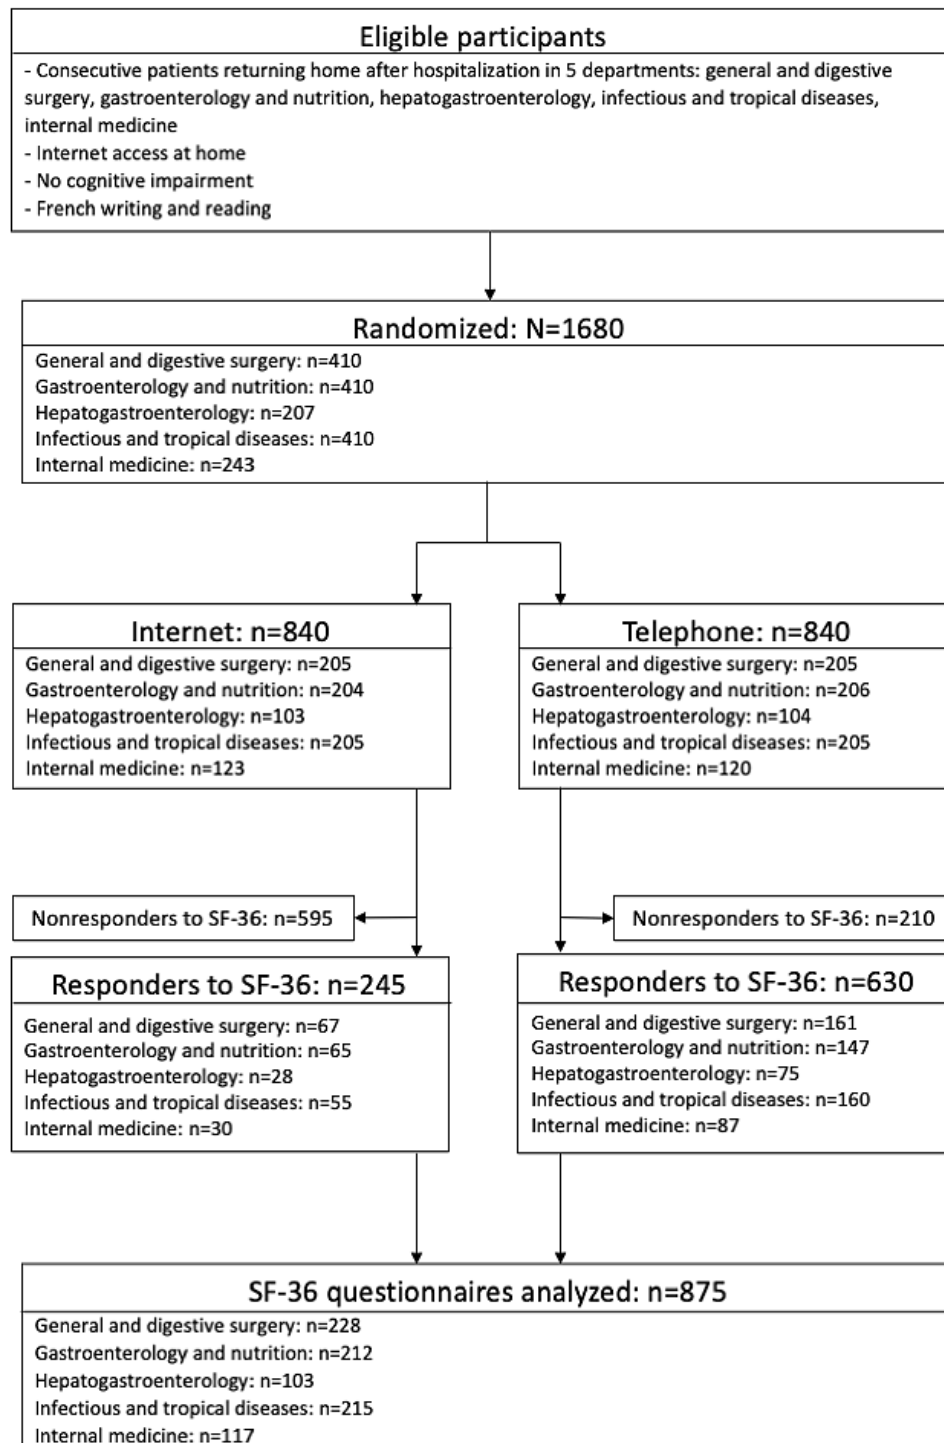 Eligible participants
- Consecutive patients returning home after hospitalization in 5 departments: general and digestive
surgery, gastroenterology and nutrition, hepatogastroenterology, infectious and tropical diseases,
internal medicine
- Internet access at home
- No cognitive impairment
- French writing and reading
Randomized: N=1680
General and digestive surgery: n=410
Gastroenterology and nutrition: n=410
Hepatogastroenterology: n=207
Infectious and tropical diseases: n=410
Internal medicine: n=243
Internet: n=840
General and digestive surgery: n=205
Gastroenterology and nutrition: n=204
Hepatogastroenterology: n=103
Infectious and tropical diseases: n=205
Internal medicine: n=123
Telephone: n=840
General and digestive surgery: n=205
Gastroenterology and nutrition: n=206
Hepatogastroenterology: n=104
Infectious and tropical diseases: n=205
Internal medicine: n=120
Nonresponders to SF-36: n=595
Nonresponders to SF-36: n=210
Responders to SF-36: n=245
General and digestive surgery: n=67
Gastroenterology and nutrition: n=65
Hepatogastroenterology: n=28
Infectious and tropical diseases: n=55
Internal medicine: n=30
Responders to SF-36: n=630
General and digestive surgery: n=161
Gastroenterology and nutrition: n=147
Hepatogastroenterology: n=75
Infectious and tropical diseases: n=160
Internal medicine: n=87
SF-36 questionnaires analyzed: n=875
General and digestive surgery: n=228
Gastroenterology and nutrition: n=212
Hepatogastroenterology: n=103
Infectious and tropical diseases: n=215
Internal medicine: n=117